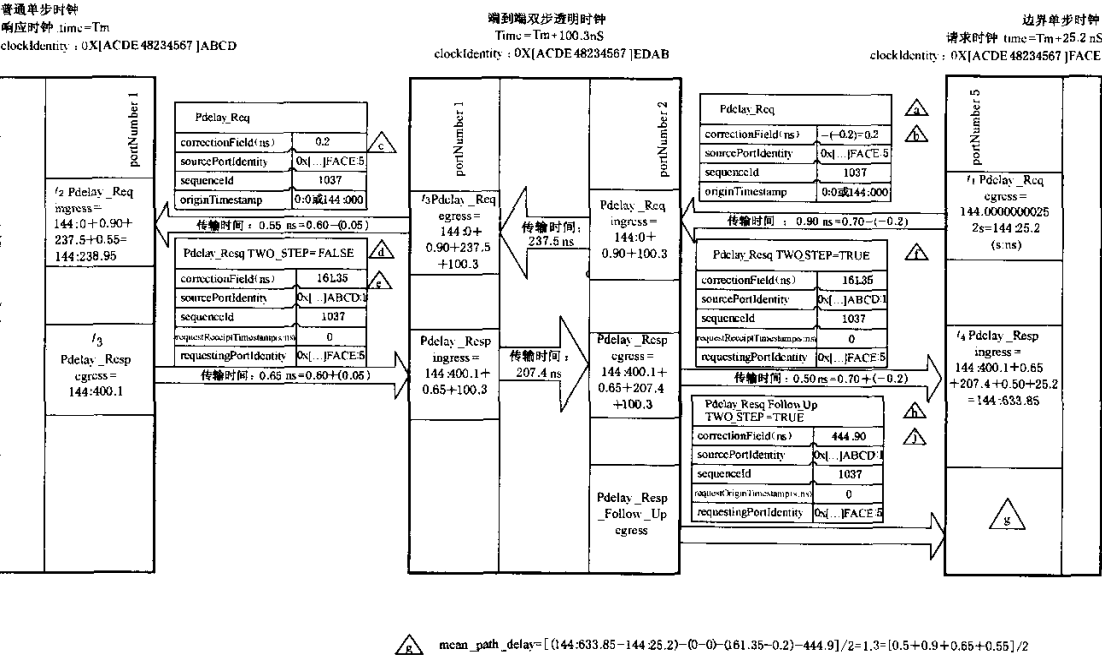 普通单步时钟
响应时钟 time=Tm
clockIdentity：0X[ACDE48234567]ABCD
端到端双步透明时钟
Time=Tm+100.3nS
clockIdentity：0X[ACDE48234567]EDAB
边界单步时钟
请求时钟 time=Tm+25.2 nS
clockIdentity：0X[ACDE48234567]FACE
portNumber 1
t2 Pdelay_Req
ingress=
144:0+0.90+
237.5+0.55=
144:238.95
t3
Pdelay_Resp
egress=
144:400.1
Pdelay_Req
correctionField(ns) 0.2
sourcePortIdentity 0x[...]FACE:5
sequenceId 1037
originTimestamp 0:0或144:000
c
传输时间：0.55 ns=0.60-(0.05)
Pdelay_Resq TWO_STEP=FALSE
d
correctionField(ns) 161.35
e
sourcePortIdentity 0x[...]ABCD:1
sequenceId 1037
requestReceiptTimestamp(s:ns) 0
requestingPortIdentity 0x[...]FACE:5
传输时间：0.65 ns=0.60+(0.05)
portNumber 1
t3Pdelay_Req
egress=
144:0+
0.90+237.5
+100.3
Pdelay_Resp
ingress=
144:400.1+
0.65+100.3
传输时间：
237.5 ns
传输时间：
207.4 ns
portNumber 2
Pdelay_Req
ingress=
144:0+
0.90+100.3
Pdelay_Resp
egress=
144:400.1+
0.65+207.4
+100.3
Pdelay_Resp
_Follow_Up
egress
Pdelay_Req
a
correctionField(ns) -(-0.2)=0.2
b
sourcePortIdentity 0x[...]FACE:5
sequenceId 1037
originTimestamp 0:0或144:000
传输时间：0.90 ns=0.70-(-0.2)
Pdelay_Resq TWOSTEP=TRUE
f
correctionField(ns) 161.35
sourcePortIdentity 0x[...]ABCD:1
sequenceId 1037
requestReceiptTimestamp(s:ns) 0
requestingPortIdentity 0x[...]FACE:5
传输时间：0.50 ns=0.70+(-0.2)
Pdelay_Resq Follow_Up
TWO_STEP=TRUE
h
correctionField(ns) 444.90
sourcePortIdentity 0x[...]ABCD:1
sequenceId 1037
requestOriginTimestamp(s:ns) 0
requestingPortIdentity 0x[...]FACE:5
portNumber 5
t1 Pdelay_Req
egress=
144.0000000025
2s=144:25.2
(s:ns)
t4 Pdelay_Resp
ingress=
144:400.1+0.65
+207.4+0.50+25.2
=144:633.85
g
g mean_path_delay=[(144:633.85-144:25.2)-(0-0)-(161.35-0.2)-444.9]/2=1.3=[0.5+0.9+0.65+0.55]/2